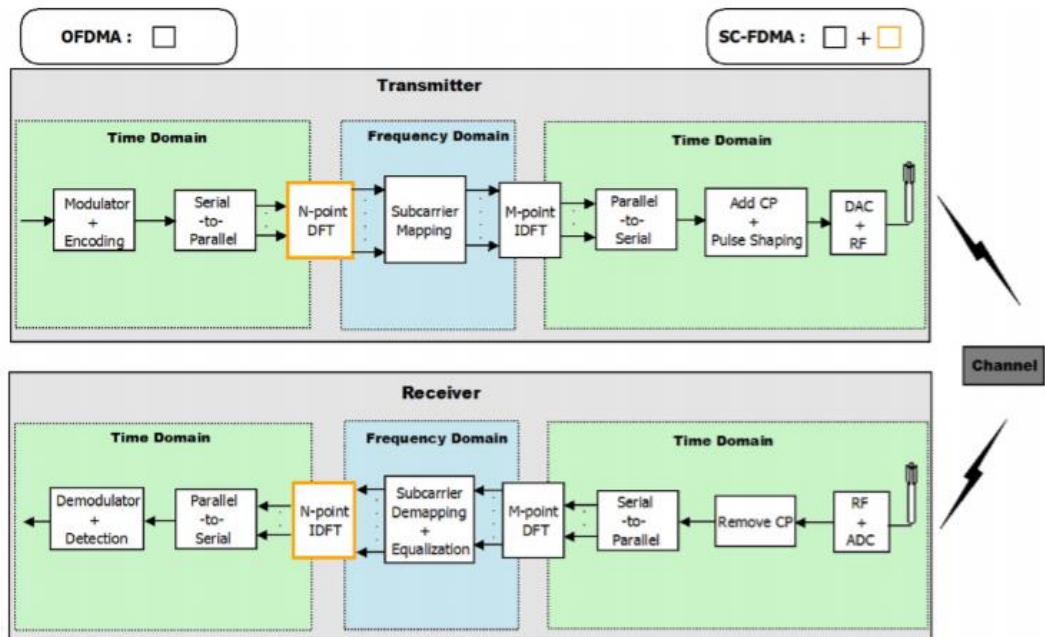 OFDMA :
SC-FDMA : +
Transmitter
Time Domain
Frequency Domain
Time Domain
Modulator
+
Encoding
Serial
-to-
Parallel
N-point
DFT
Subcarrier
Mapping
M-point
IDFT
Parallel
-to-
Serial
Add CP
+
Pulse Shaping
DAC
+
RF
Channel
Receiver
Time Domain
Frequency Domain
Time Domain
Demodulator
+
Detection
Parallel
-to-
Serial
N-point
IDFT
Subcarrier
Demapping
+
Equalization
M-point
DFT
Serial
-to-
Parallel
Remove CP
RF
+
ADC